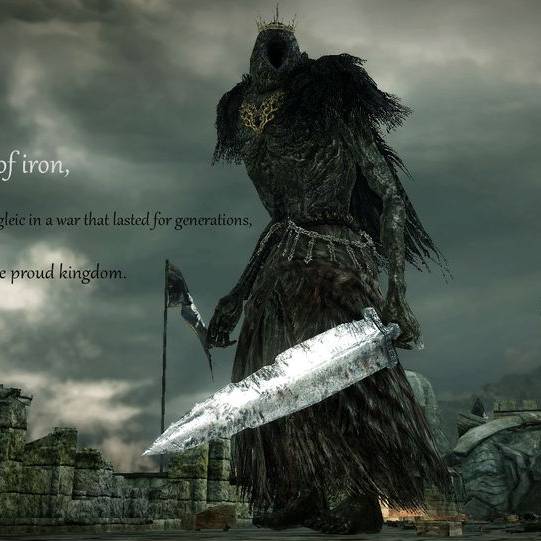 of iron,
gleic in a war that lasted for generations,
e proud kingdom.